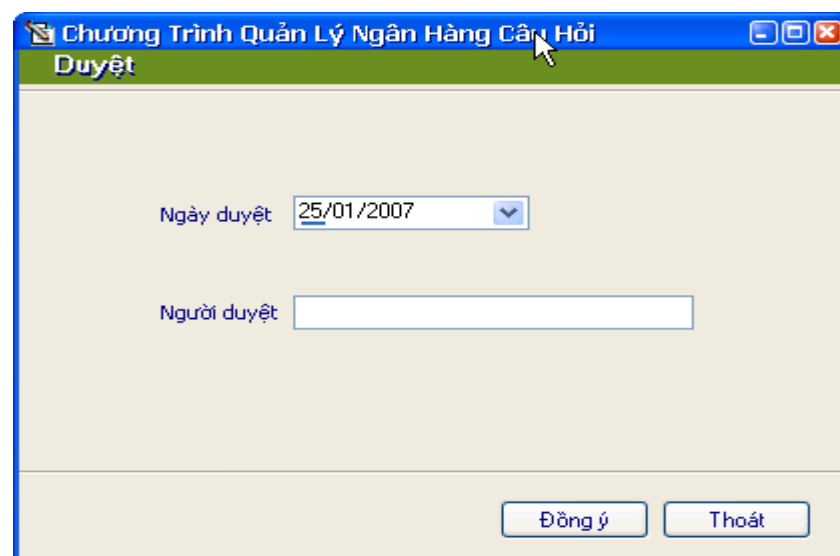 Chương Trình Quản Lý Ngân Hàng Câu Hỏi
Duyệt
Ngày duyệt 25/01/2007
Người duyệt
Đồng ý Thoát